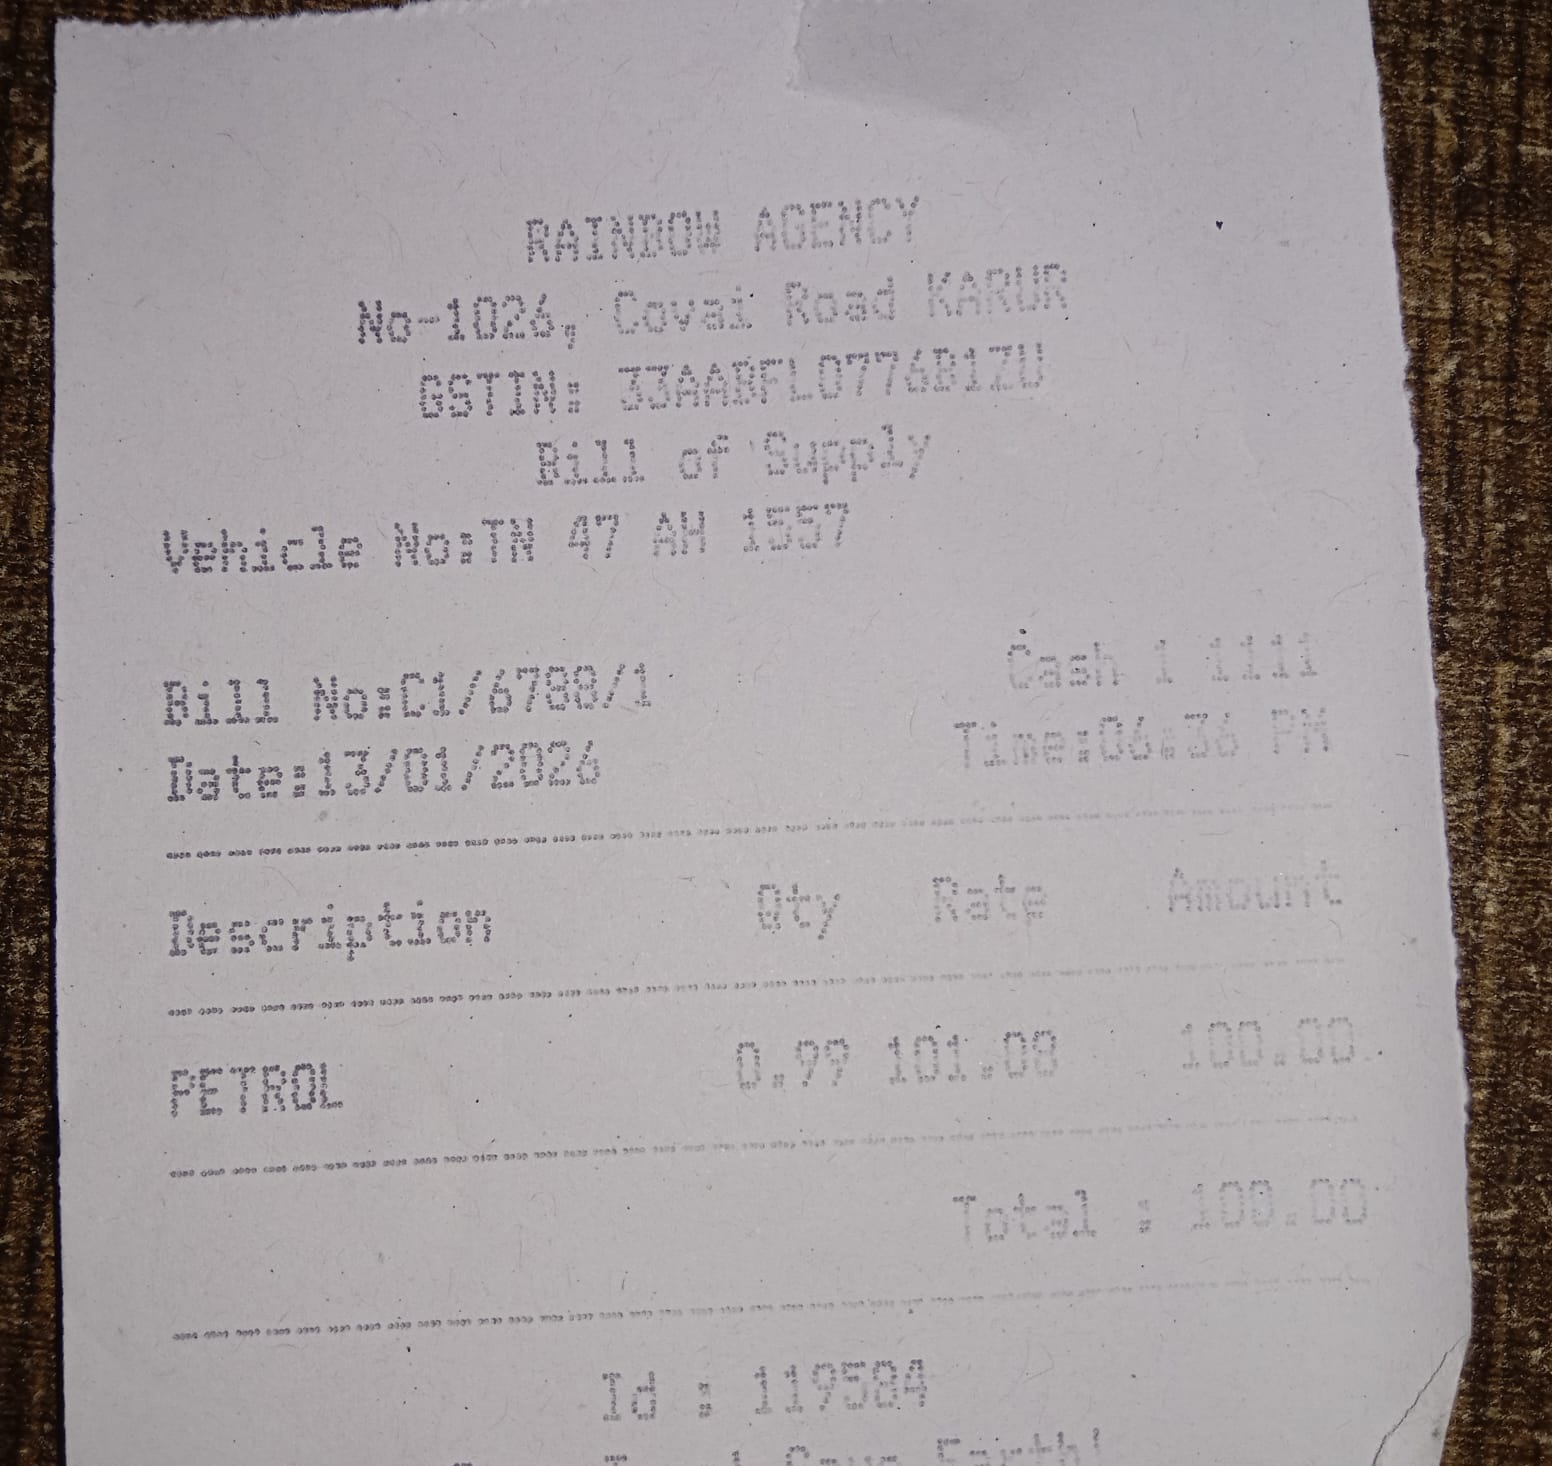 RAINBOW AGENCY
No-1026, Covai Road KARUR
GSTIN: 33AABFL0776B1ZU
Bill of Supply
Vehicle No:TN 47 AH 1557
Bill No:C1/6788/1 Cash : 1111
Date:13/01/2026 Time:06:36 PM
Description Qty Rate Amount
PETROL 0.99 101.08 100.00
Total : 100.00
Id :